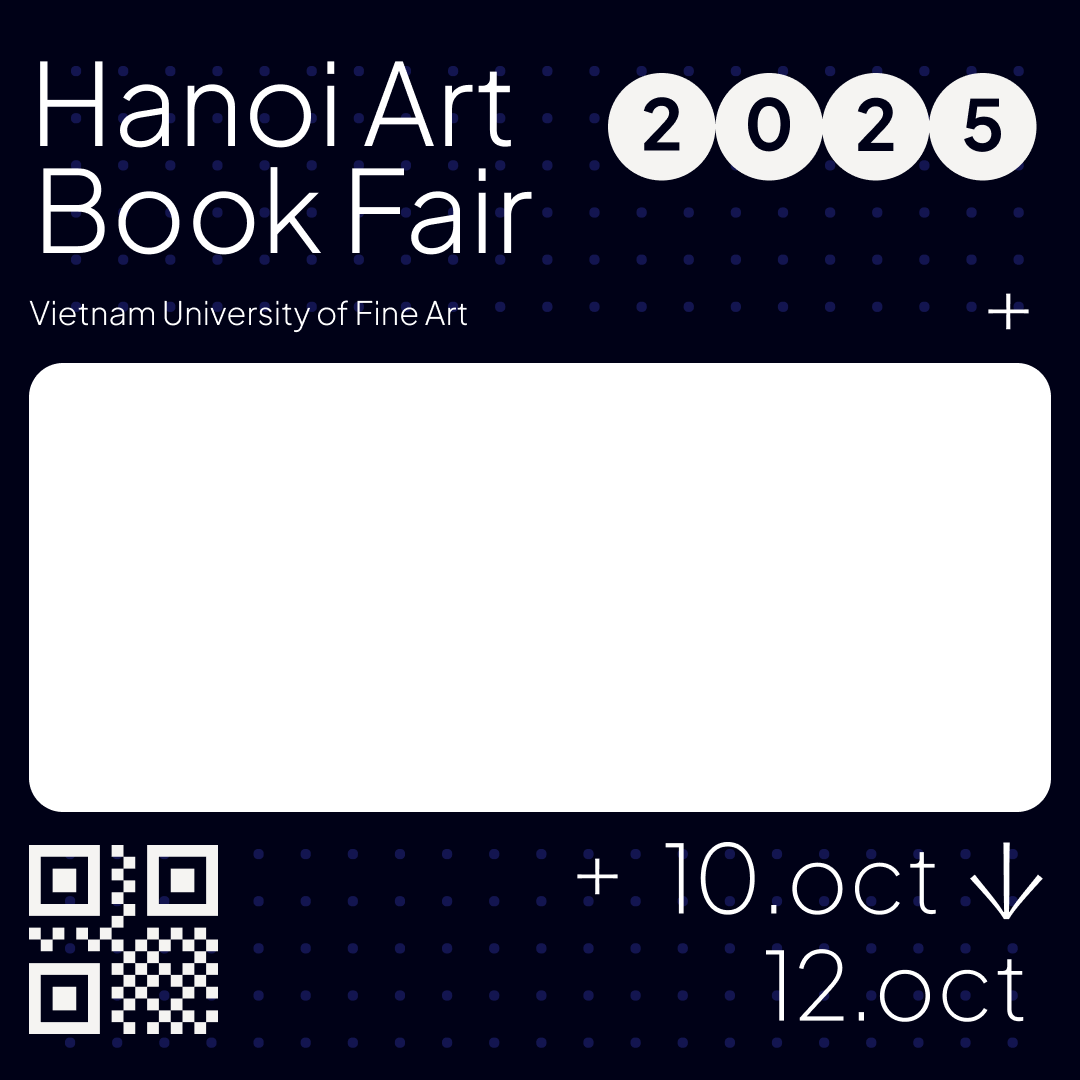 Hanoi Art
Book Fair
2025
Vietnam University of Fine Art
+
+ 10.oct ↓
12.oct